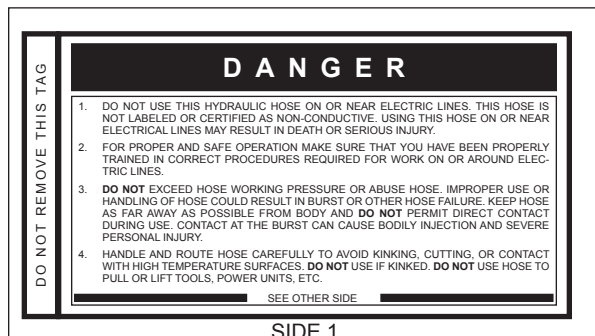 DO NOT REMOVE THIS TAG
DANGER
1. DO NOT USE THIS HYDRAULIC HOSE ON OR NEAR ELECTRIC LINES. THIS HOSE IS
NOT LABELED OR CERTIFIED AS NON-CONDUCTIVE. USING THIS HOSE ON OR NEAR
ELECTRICAL LINES MAY RESULT IN DEATH OR SERIOUS INJURY.
2. FOR PROPER AND SAFE OPERATION MAKE SURE THAT YOU HAVE BEEN PROPERLY
TRAINED IN CORRECT PROCEDURES REQUIRED FOR WORK ON OR AROUND ELEC-
TRIC LINES.
3. DO NOT EXCEED HOSE WORKING PRESSURE OR ABUSE HOSE. IMPROPER USE OR
HANDLING OF HOSE COULD RESULT IN BURST OR OTHER HOSE FAILURE. KEEP HOSE
AS FAR AWAY AS POSSIBLE FROM BODY AND DO NOT PERMIT DIRECT CONTACT
DURING USE. CONTACT AT THE BURST CAN CAUSE BODILY INJECTION AND SEVERE
PERSONAL INJURY.
4. HANDLE AND ROUTE HOSE CAREFULLY TO AVOID KINKING, CUTTING, OR CONTACT
WITH HIGH TEMPERATURE SURFACES. DO NOT USE IF KINKED. DO NOT USE HOSE TO
PULL OR LIFT TOOLS, POWER UNITS, ETC.
SEE OTHER SIDE
SIDE 1